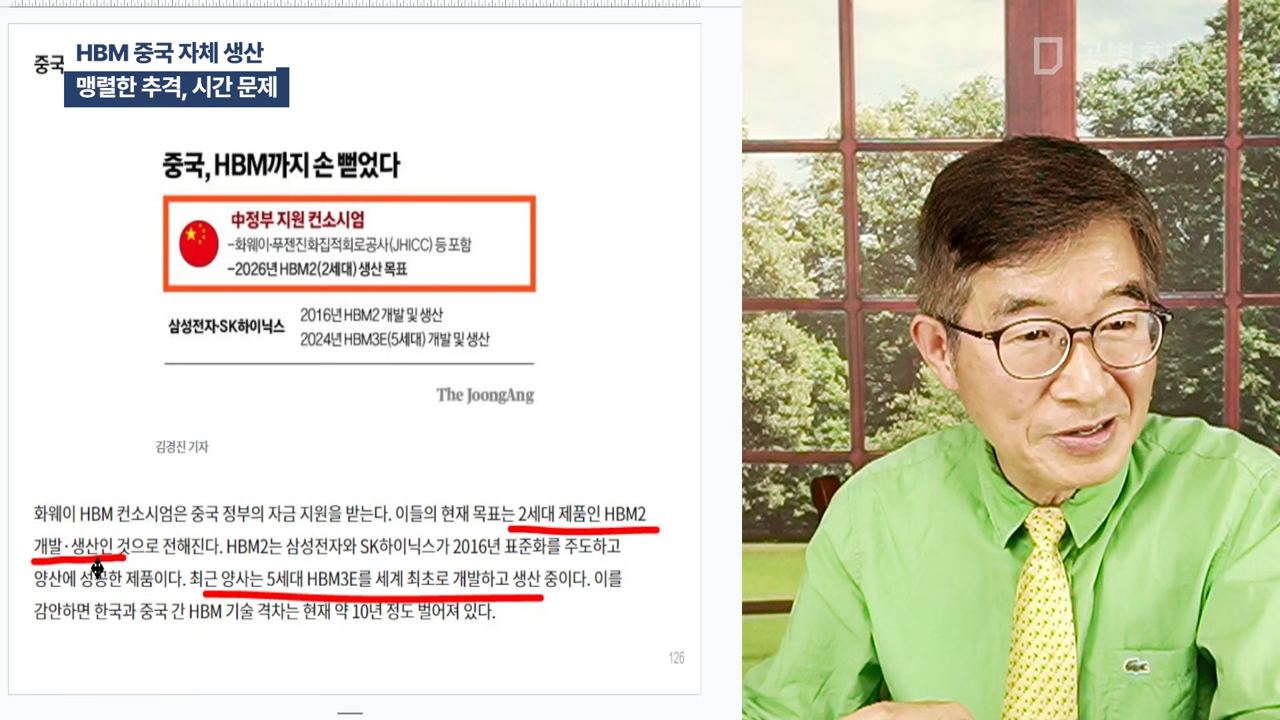 중국
HBM 중국 자체 생산
맹렬한 추격, 시간 문제
중국, HBM까지 손 뻗었다
中정부 지원 컨소시엄
-화웨이·푸젠진화집적회로공사(JHICC) 등 포함
-2026년 HBM2(2세대) 생산 목표
삼성전자·SK하이닉스
2016년 HBM2 개발 및 생산
2024년 HBM3E(5세대) 개발 및 생산
The JoongAng
김경진 기자
화웨이 HBM 컨소시엄은 중국 정부의 자금 지원을 받는다. 이들의 현재 목표는 2세대 제품인 HBM2
개발·생산인 것으로 전해진다. HBM2는 삼성전자와 SK하이닉스가 2016년 표준화를 주도하고
양산에 성공한 제품이다. 최근 양사는 5세대 HBM3E를 세계 최초로 개발하고 생산 중이다. 이를
감안하면 한국과 중국 간 HBM 기술 격차는 현재 약 10년 정도 벌어져 있다.
126